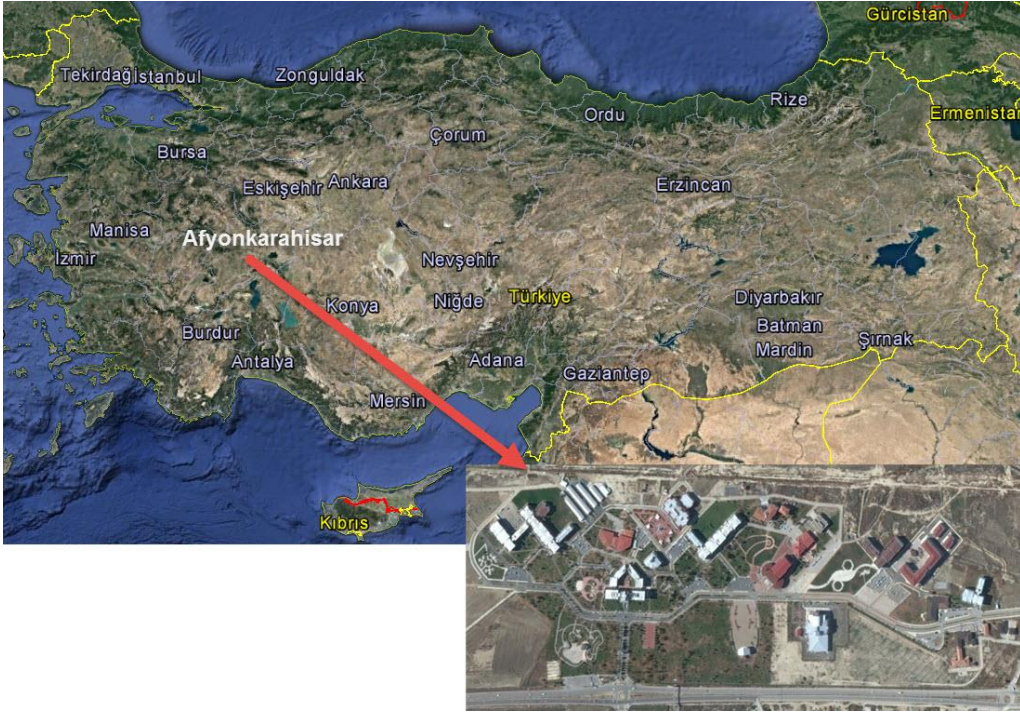 Gürcistan
Tekirdağ İstanbul
Zonguldak
Rize
Ordu
Ermenistan
Çorum
Bursa
Eskişehir
Ankara
Erzincan
Manisa
Afyonkarahisar
İzmir
Nevşehir
Konya
Niğde
Türkiye
Diyarbakır
Burdur
Batman
Şırnak
Mardin
Antalya
Adana
Gaziantep
Mersin
Kıbrıs